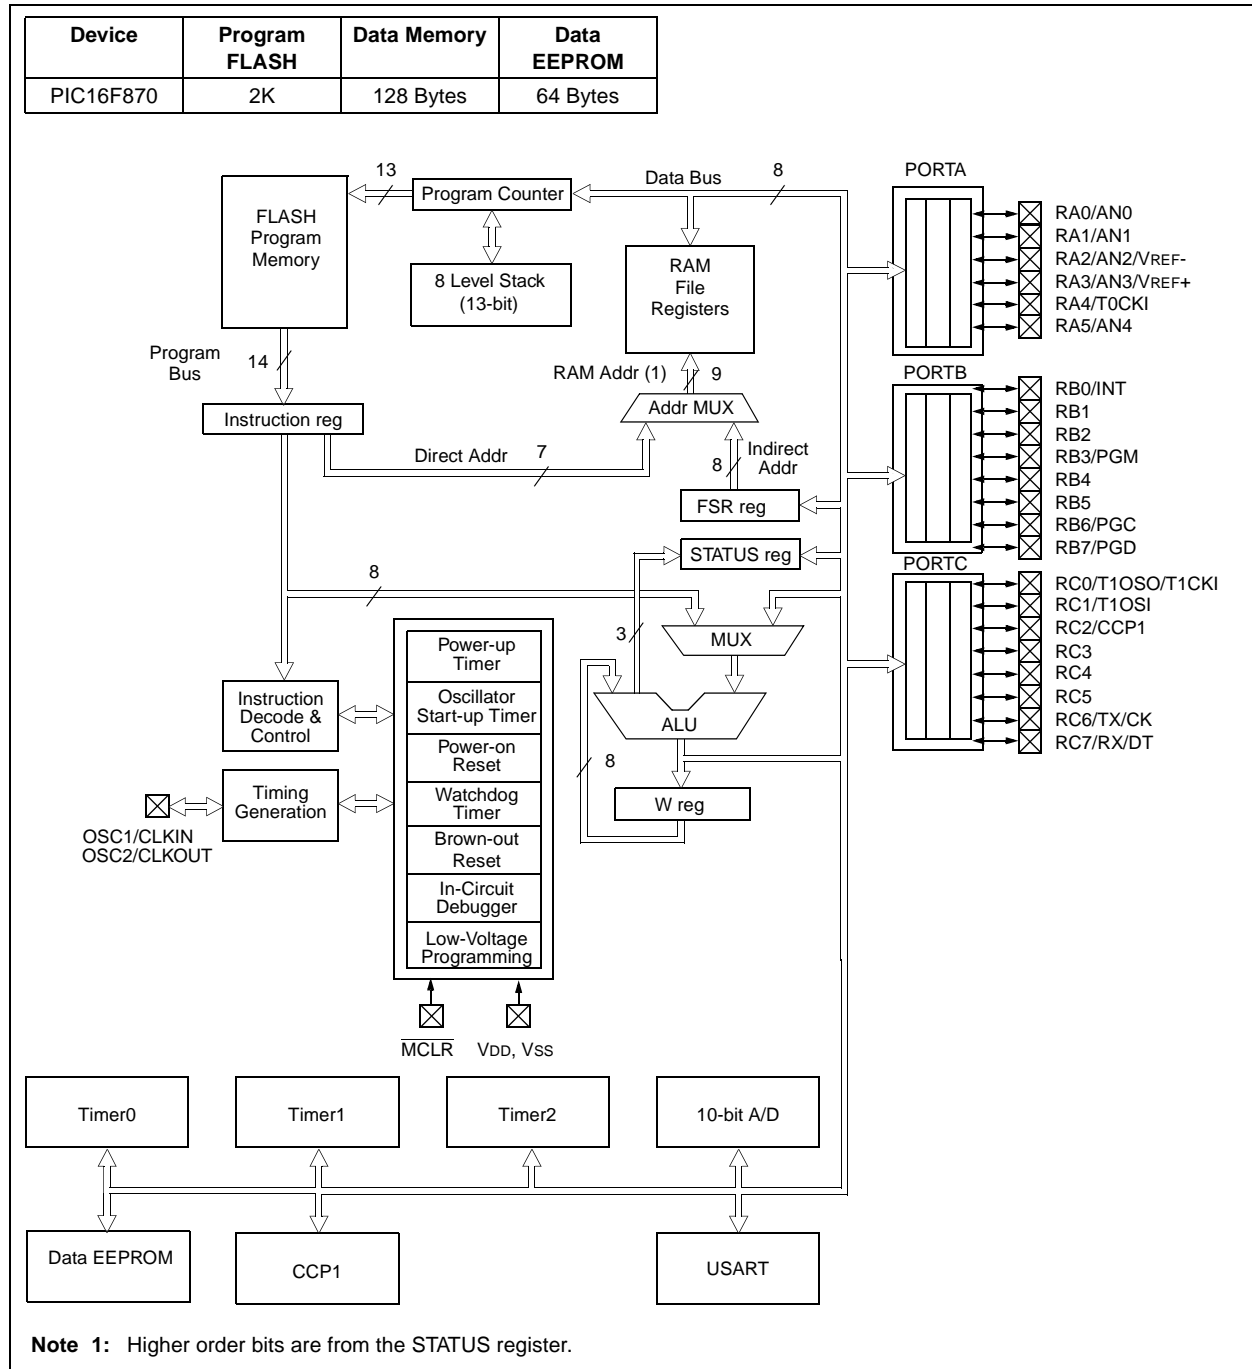 Device Program FLASH Data Memory Data EEPROM
PIC16F870 2K 128 Bytes 64 Bytes
13
Program Counter
Data Bus
8
FLASH
Program
Memory
8 Level Stack
(13-bit)
RAM
File
Registers
Program
Bus
14
RAM Addr (1)
9
Addr MUX
Instruction reg
Direct Addr
7
8
Indirect
Addr
FSR reg
STATUS reg
8
3
MUX
ALU
8
W reg
Power-up
Timer
Oscillator
Start-up Timer
Power-on
Reset
Watchdog
Timer
Brown-out
Reset
In-Circuit
Debugger
Low-Voltage
Programming
Instruction
Decode &
Control
Timing
Generation
OSC1/CLKIN
OSC2/CLKOUT
MCLR
VDD, VSS
PORTA
RA0/AN0
RA1/AN1
RA2/AN2/VREF-
RA3/AN3/VREF+
RA4/T0CKI
RA5/AN4
PORTB
RB0/INT
RB1
RB2
RB3/PGM
RB4
RB5
RB6/PGC
RB7/PGD
PORTC
RC0/T1OSO/T1CKI
RC1/T1OSI
RC2/CCP1
RC3
RC4
RC5
RC6/TX/CK
RC7/RX/DT
Timer0
Timer1
Timer2
10-bit A/D
Data EEPROM
CCP1
USART
Note 1: Higher order bits are from the STATUS register.